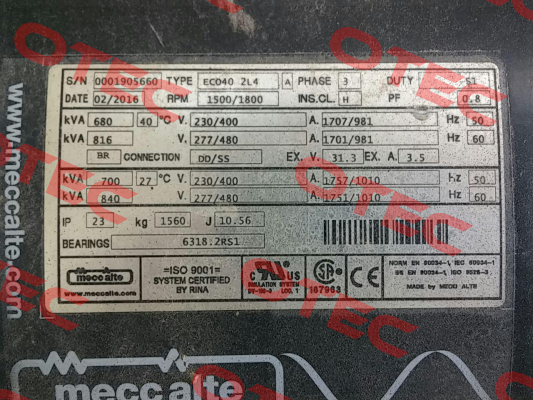 S/N 0001905660 TYPE ECO40 2L4 A PHASE 3 DUTY S1
DATE 02/2016 RPM 1500/1800 INS.CL. H PF 0.8
kVA 680 40 °C V. 230/400 A. 1707/981 Hz 50
kVA 816 V. 277/480 A. 1701/981 Hz 60
BR CONNECTION DD/SS EX. V. 31.3 EX. A. 3.5
kVA 700 27 °C V. 230/400 A. 1757/1010 Hz 50
kVA 840 V. 277/480 A. 1751/1010 Hz 60
IP 23 kg 1560 J 10.56
BEARINGS 6318.2RS1
meccalte
www.meccalte.com
=ISO 9001=
SYSTEM CERTIFIED
BY RINA
C US
INSULATION SYSTEM
LOC. 1
167963
CE
NORM EN 60034-1, IEC 60034-1
BS EN 60034-1, ISO 8528-3
MADE by MECC ALTE
www.meccalte.com
meccalte
OTEC
OTEC
OTEC
OTEC
OTEC